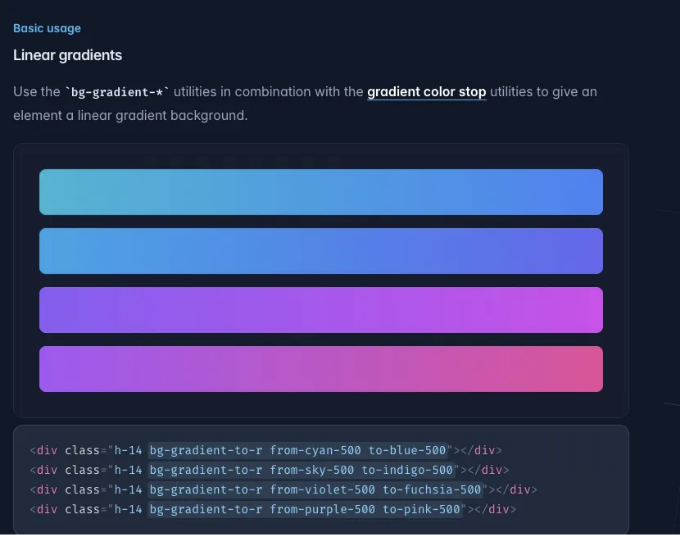 Basic usage
Linear gradients
Use the `bg-gradient-*` utilities in combination with the gradient color stop utilities to give an
element a linear gradient background.
<div class="h-14 bg-gradient-to-r from-cyan-500 to-blue-500"></div>
<div class="h-14 bg-gradient-to-r from-sky-500 to-indigo-500"></div>
<div class="h-14 bg-gradient-to-r from-violet-500 to-fuchsia-500"></div>
<div class="h-14 bg-gradient-to-r from-purple-500 to-pink-500"></div>